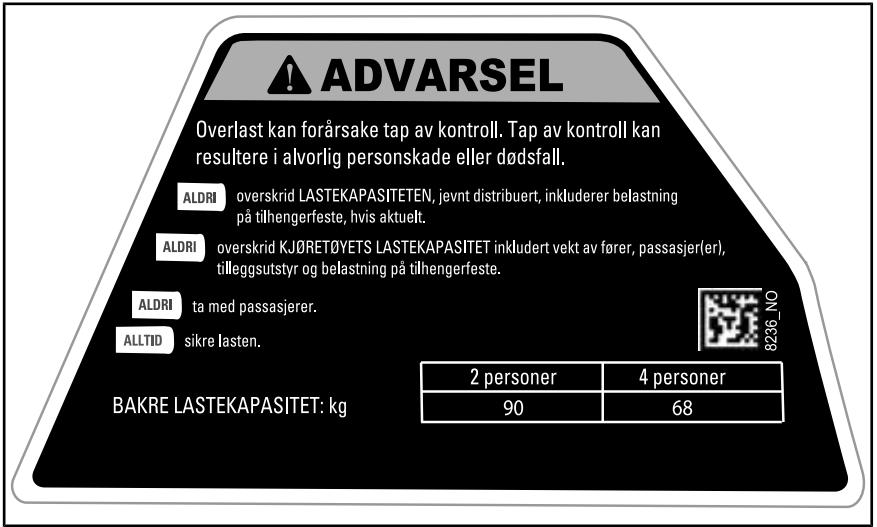 ADVARSEL
Overlast kan forårsake tap av kontroll. Tap av kontroll kan
resultere i alvorlig personskade eller dødsfall.
ALDRI overskrid LASTEKAPASITETEN, jevnt distribuert, inkluderer belastning
på tilhengerfeste, hvis aktuelt.
ALDRI overskrid KJØRETØYETS LASTEKAPASITET inkludert vekt av fører, passasjer(er),
tilleggsutstyr og belastning på tilhengerfeste.
ALDRI ta med passasjerer.
ALLTID sikre lasten.
8236_NO
2 personer 4 personer
BAKRE LASTEKAPASITET: kg 90 68